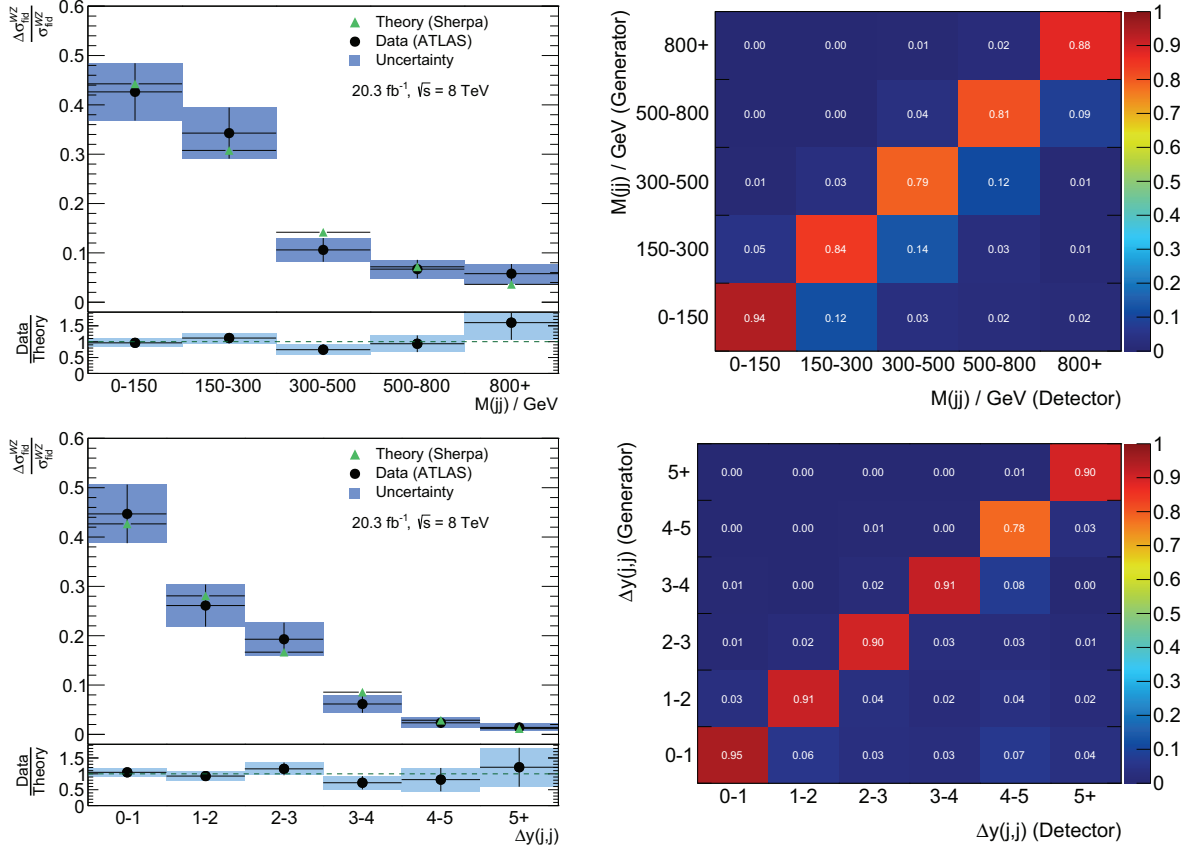 Δσ_fid^WZ / σ_fid^WZ
0.6
0.5
0.4
0.3
0.2
0.1
0
Theory (Sherpa)
Data (ATLAS)
Uncertainty
20.3 fb⁻¹, √s = 8 TeV
Data / Theory
1.5
1
0.5
0
0-150 150-300 300-500 500-800 800+
M(jj) / GeV
M(jj) / GeV (Generator)
800+ 0.00 0.00 0.01 0.02 0.88
500-800 0.00 0.00 0.04 0.81 0.09
300-500 0.01 0.03 0.79 0.12 0.01
150-300 0.05 0.84 0.14 0.03 0.01
0-150 0.94 0.12 0.03 0.02 0.02
0-150 150-300 300-500 500-800 800+
M(jj) / GeV (Detector)
1
0.9
0.8
0.7
0.6
0.5
0.4
0.3
0.2
0.1
0
Δσ_fid^WZ / σ_fid^WZ
0.6
0.5
0.4
0.3
0.2
0.1
0
Theory (Sherpa)
Data (ATLAS)
Uncertainty
20.3 fb⁻¹, √s = 8 TeV
Data / Theory
1.5
1
0.5
0
0-1 1-2 2-3 3-4 4-5 5+
Δy(j,j)
Δy(j,j) (Generator)
5+ 0.00 0.00 0.00 0.00 0.01 0.90
4-5 0.00 0.00 0.01 0.00 0.78 0.03
3-4 0.01 0.00 0.02 0.91 0.08 0.00
2-3 0.01 0.02 0.90 0.03 0.03 0.01
1-2 0.03 0.91 0.04 0.02 0.04 0.02
0-1 0.95 0.06 0.03 0.03 0.07 0.04
0-1 1-2 2-3 3-4 4-5 5+
Δy(j,j) (Detector)
1
0.9
0.8
0.7
0.6
0.5
0.4
0.3
0.2
0.1
0